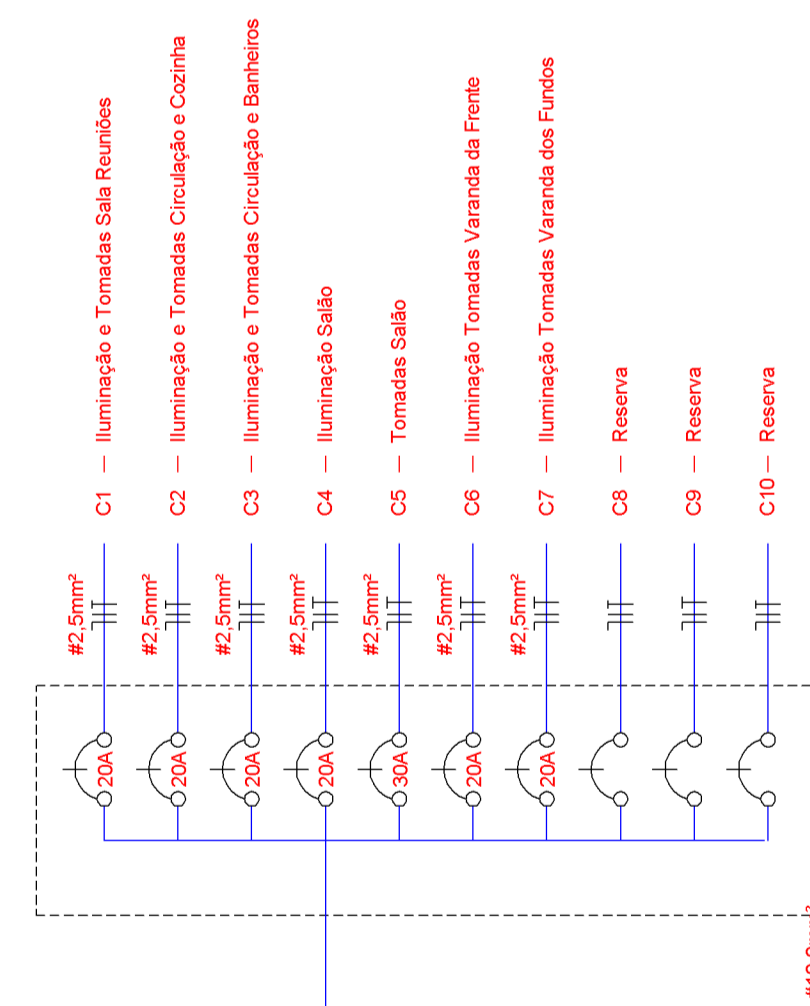 C1 — Iluminação e Tomadas Sala Reuniões
C2 — Iluminação e Tomadas Circulação e Cozinha
C3 — Iluminação e Tomadas Circulação e Banheiros
C4 — Iluminação Salão
C5 — Tomadas Salão
C6 — Iluminação Tomadas Varanda da Frente
C7 — Iluminação Tomadas Varanda dos Fundos
C8 — Reserva
C9 — Reserva
C10 — Reserva
#2,5mm²
#2,5mm²
#2,5mm²
#2,5mm²
#2,5mm²
#2,5mm²
#2,5mm²
20A
20A
20A
20A
30A
20A
20A